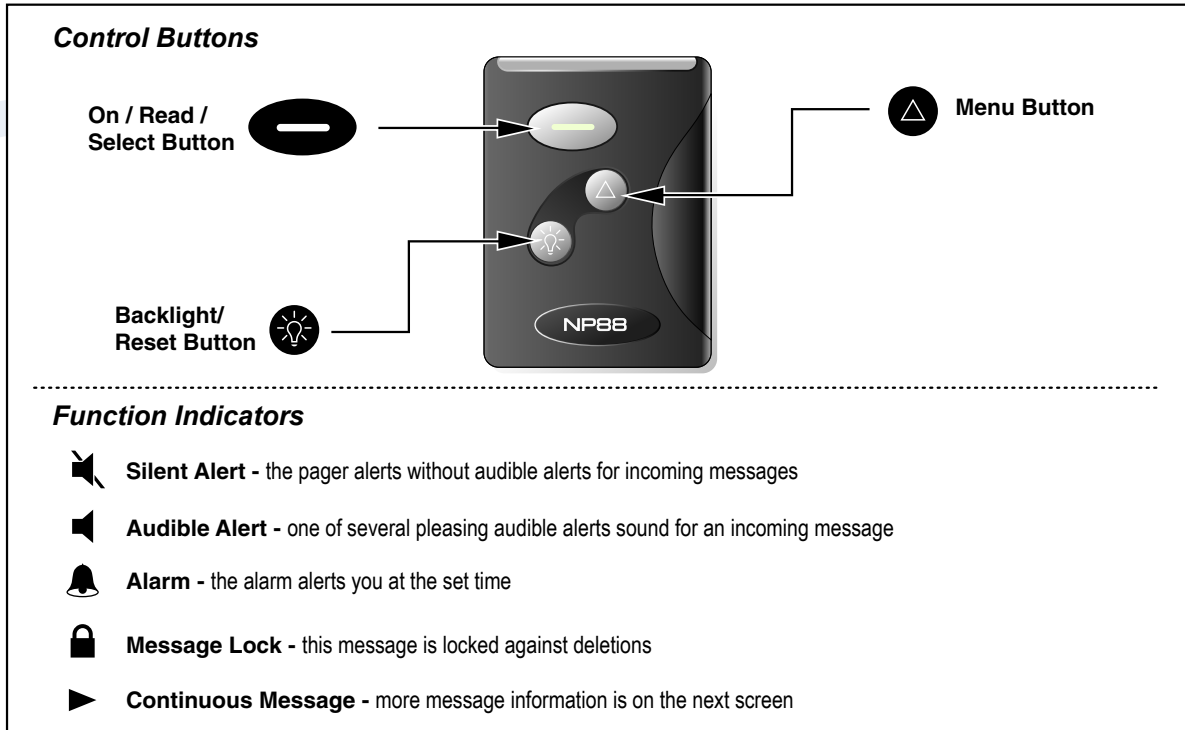 Control Buttons
On / Read /
Select Button
Menu Button
Backlight/
Reset Button
NP88
Function Indicators
Silent Alert - the pager alerts without audible alerts for incoming messages
Audible Alert - one of several pleasing audible alerts sound for an incoming message
Alarm - the alarm alerts you at the set time
Message Lock - this message is locked against deletions
Continuous Message - more message information is on the next screen